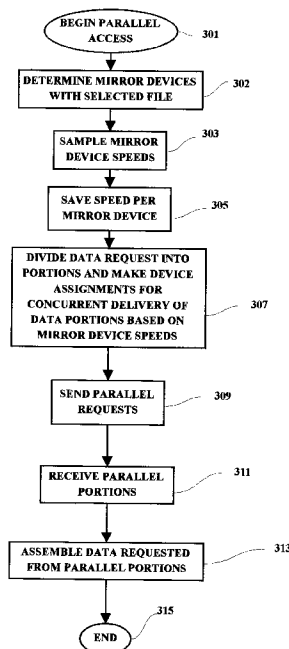 BEGIN PARALLEL
ACCESS
301
DETERMINE MIRROR DEVICES
WITH SELECTED FILE
302
SAMPLE MIRROR
DEVICE SPEEDS
303
SAVE SPEED PER
MIRROR DEVICE
305
DIVIDE DATA REQUEST INTO
PORTIONS AND MAKE DEVICE
ASSIGNMENTS FOR
CONCURRENT DELIVERY OF
DATA PORTIONS BASED ON
MIRROR DEVICE SPEEDS
307
SEND PARALLEL
REQUESTS
309
RECEIVE PARALLEL
PORTIONS
311
ASSEMBLE DATA REQUESTED
FROM PARALLEL PORTIONS
313
315
END